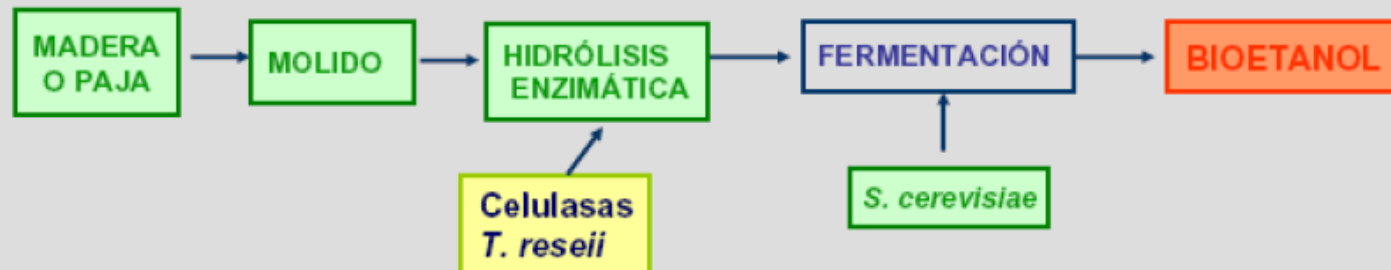 MADERA
O PAJA
MOLIDO
HIDRÓLISIS
ENZIMÁTICA
FERMENTACIÓN
BIOETANOL
Celulasas
T. reseii
S. cerevisiae